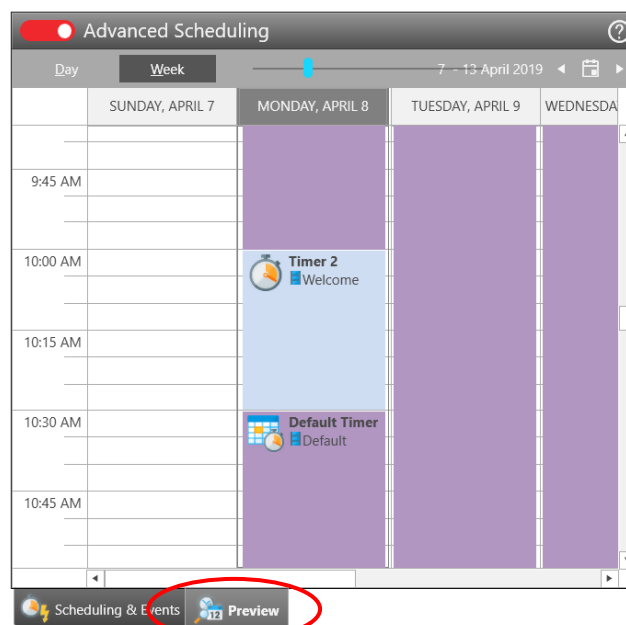 Advanced Scheduling
?
Day Week 7 - 13 April 2019
SUNDAY, APRIL 7 MONDAY, APRIL 8 TUESDAY, APRIL 9 WEDNESDA
9:45 AM
10:00 AM
Timer 2
Welcome
10:15 AM
10:30 AM
Default Timer
Default
10:45 AM
Scheduling & Events 12 Preview